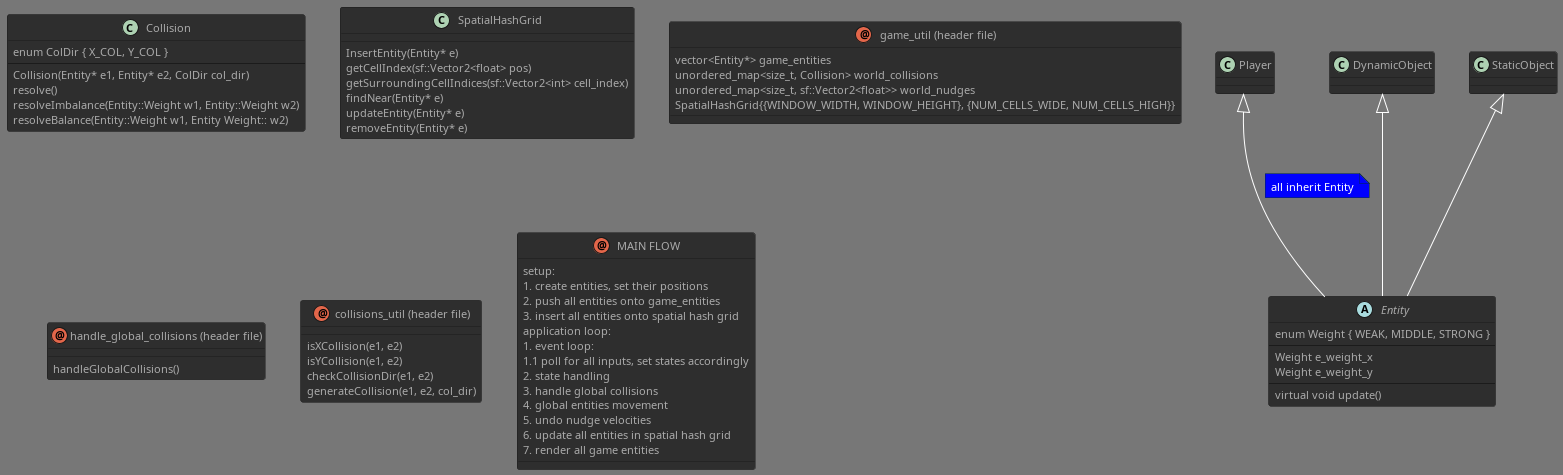 C Collision
enum ColDir { X_COL, Y_COL }
Collision(Entity* e1, Entity* e2, ColDir col_dir)
resolve()
resolveImbalance(Entity::Weight w1, Entity::Weight w2)
resolveBalance(Entity::Weight w1, Entity Weight:: w2)
C SpatialHashGrid
InsertEntity(Entity* e)
getCellIndex(sf::Vector2<float> pos)
getSurroundingCellIndices(sf::Vector2<int> cell_index)
findNear(Entity* e)
updateEntity(Entity* e)
removeEntity(Entity* e)
@ game_util (header file)
vector<Entity*> game_entities
unordered_map<size_t, Collision> world_collisions
unordered_map<size_t, sf::Vector2<float>> world_nudges
SpatialHashGrid{{WINDOW_WIDTH, WINDOW_HEIGHT}, {NUM_CELLS_WIDE, NUM_CELLS_HIGH}}
C Player
C DynamicObject
C StaticObject
all inherit Entity
@ handle_global_collisions (header file)
handleGlobalCollisions()
@ collisions_util (header file)
isXCollision(e1, e2)
isYCollision(e1, e2)
checkCollisionDir(e1, e2)
generateCollision(e1, e2, col_dir)
@ MAIN FLOW
setup:
1. create entities, set their positions
2. push all entities onto game_entities
3. insert all entities onto spatial hash grid
application loop:
1. event loop:
1.1 poll for all inputs, set states accordingly
2. state handling
3. handle global collisions
4. global entities movement
5. undo nudge velocities
6. update all entities in spatial hash grid
7. render all game entities
A Entity
enum Weight { WEAK, MIDDLE, STRONG }
Weight e_weight_x
Weight e_weight_y
virtual void update()